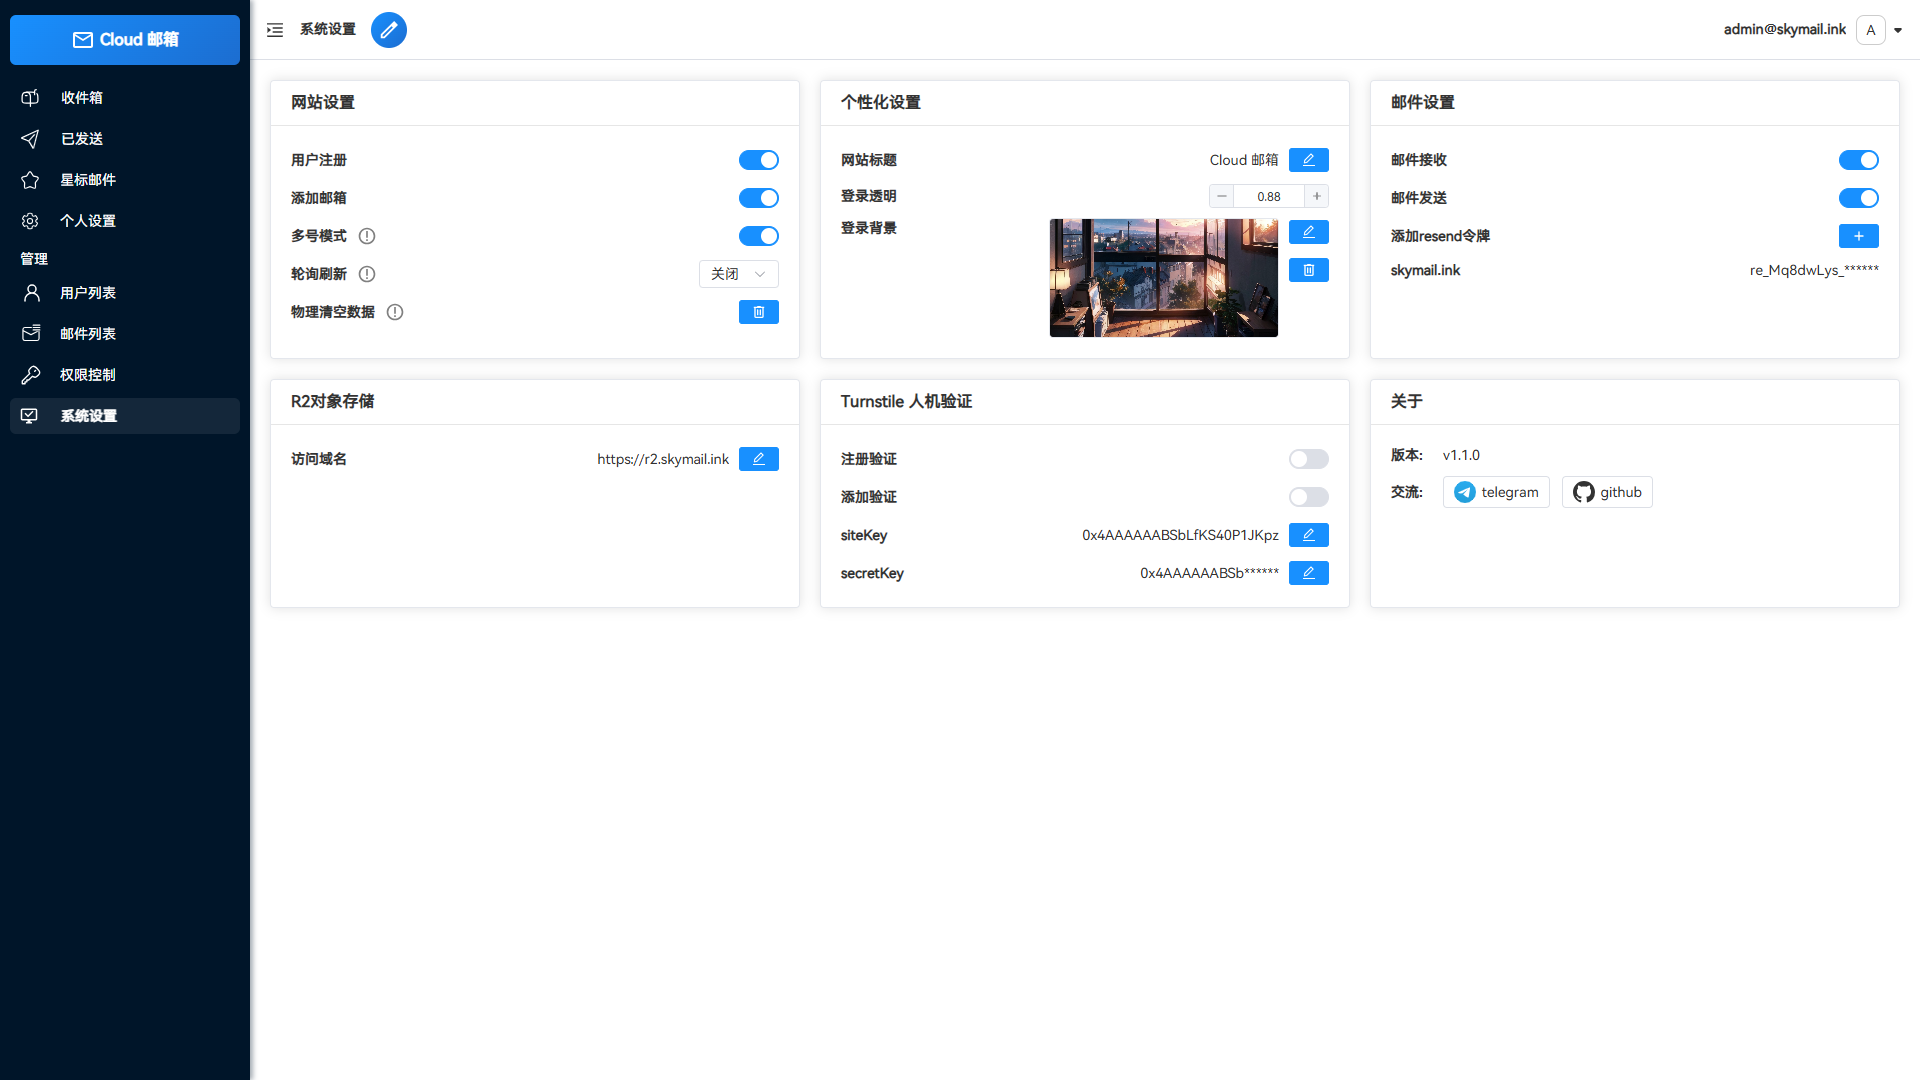 Cloud 邮箱
收件箱
已发送
星标邮件
个人设置
管理
用户列表
邮件列表
权限控制
系统设置
系统设置
admin@skymail.ink A
网站设置
用户注册
添加邮箱
多号模式
轮询刷新 关闭
物理清空数据
个性化设置
网站标题 Cloud 邮箱
登录透明 0.88
登录背景
邮件设置
邮件接收
邮件发送
添加resend令牌
skymail.ink re_Mq8dwLys_******
R2对象存储
访问域名 https://r2.skymail.ink
Turnstile 人机验证
注册验证
添加验证
siteKey 0x4AAAAAABSbLfKS40P1JKpz
secretKey 0x4AAAAAABSb******
关于
版本: v1.1.0
交流: telegram github